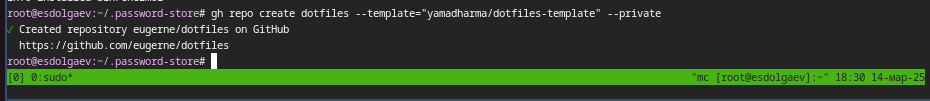 root@esdolgaev:~/.password-store# gh repo create dotfiles --template="yamadharma/dotfiles-template" --private
✓ Created repository eugerne/dotfiles on GitHub
https://github.com/eugerne/dotfiles
root@esdolgaev:~/.password-store#
[0] 0:sudo* "mc [root@esdolgaev]:~" 18:30 14-мар-25